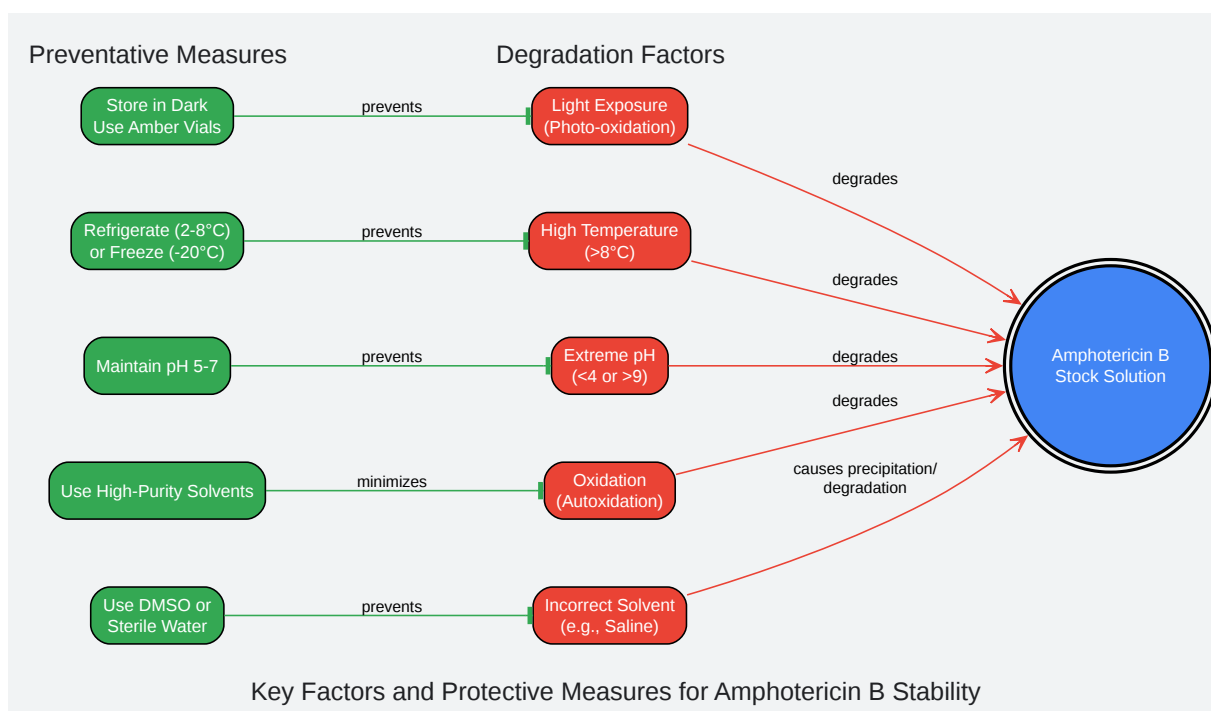 Preventative Measures
Degradation Factors
Store in Dark
Use Amber Vials
prevents
Light Exposure
(Photo-oxidation)
degrades
Refrigerate (2-8°C)
or Freeze (-20°C)
prevents
High Temperature
(>8°C)
degrades
Maintain pH 5-7
prevents
Extreme pH
(<4 or >9)
degrades
Amphotericin B
Stock Solution
Use High-Purity Solvents
minimizes
Oxidation
(Autoxidation)
degrades
Use DMSO or
Sterile Water
prevents
Incorrect Solvent
(e.g., Saline)
causes precipitation/
degradation
Key Factors and Protective Measures for Amphotericin B Stability